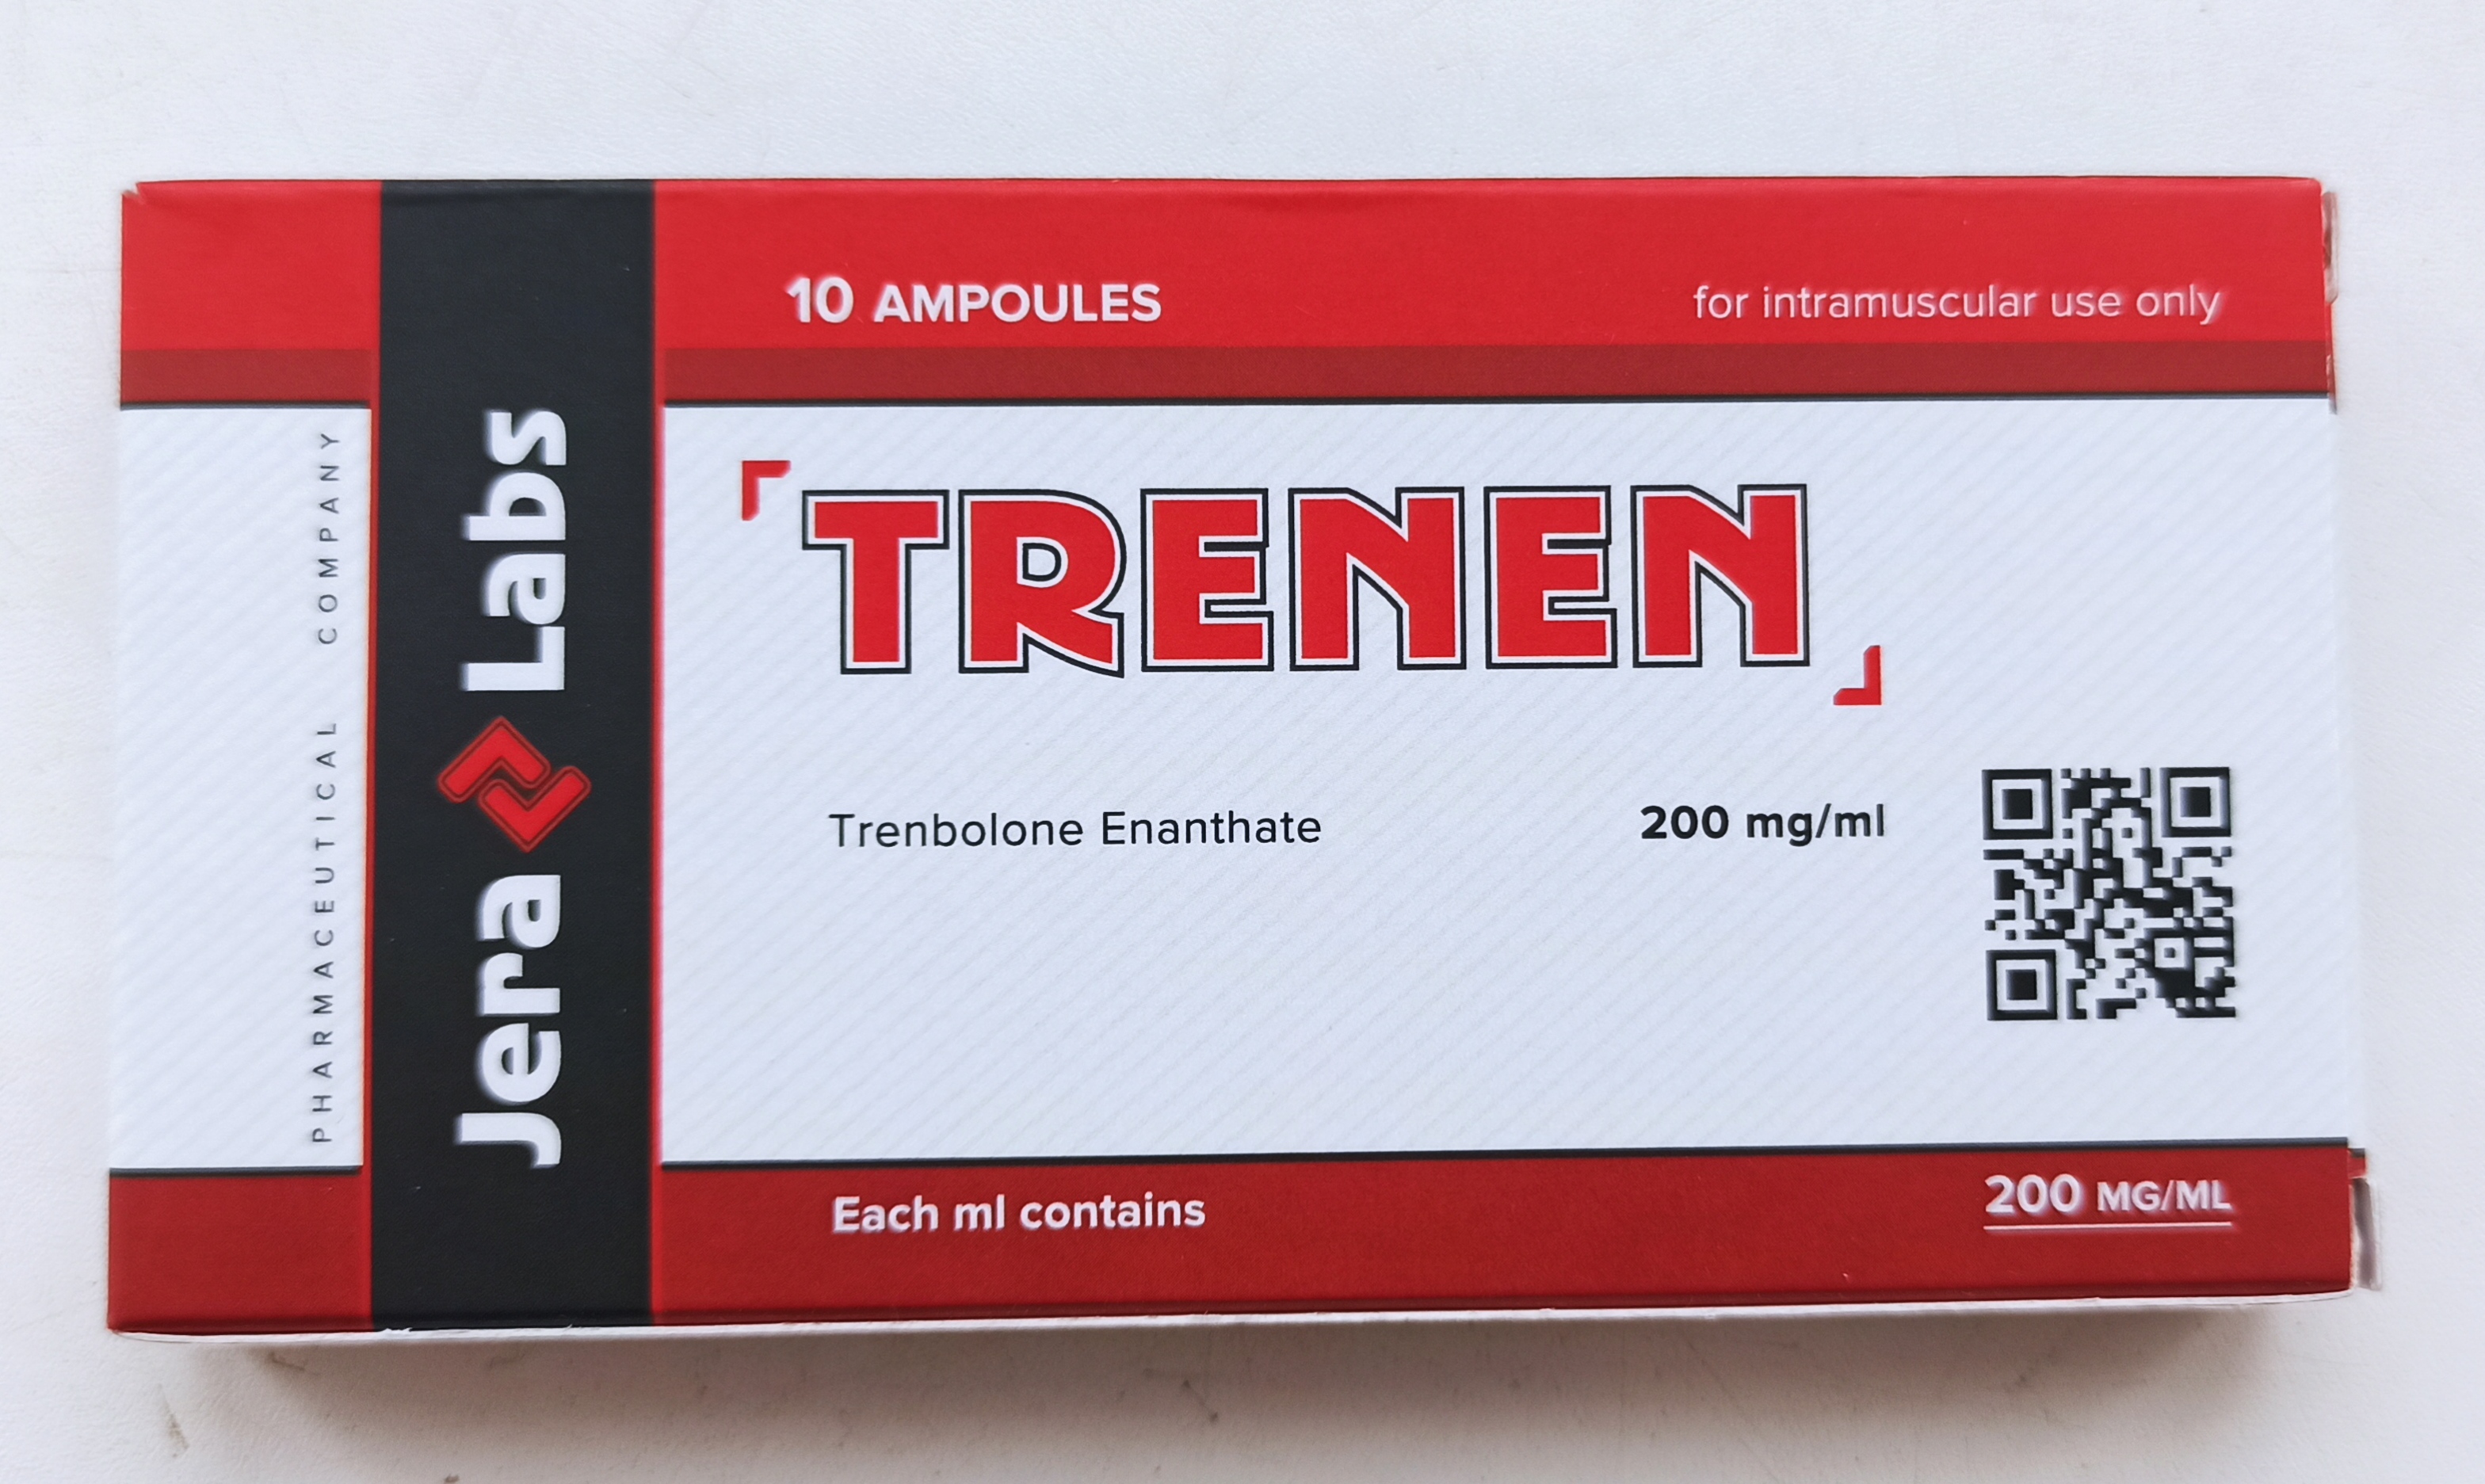 10 AMPOULES
for intramuscular use only
PHARMACEUTICAL COMPANY
Jera Labs
TRENEN
Trenbolone Enanthate 200 mg/ml
Each ml contains 200 MG/ML